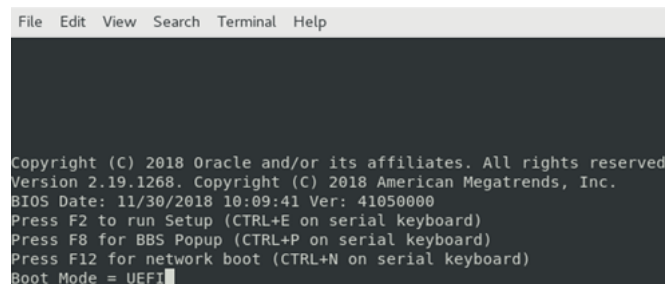 File Edit View Search Terminal Help
Copyright (C) 2018 Oracle and/or its affiliates. All rights reserved
Version 2.19.1268. Copyright (C) 2018 American Megatrends, Inc.
BIOS Date: 11/30/2018 10:09:41 Ver: 41050000
Press F2 to run Setup (CTRL+E on serial keyboard)
Press F8 for BBS Popup (CTRL+P on serial keyboard)
Press F12 for network boot (CTRL+N on serial keyboard)
Boot Mode = UEFI